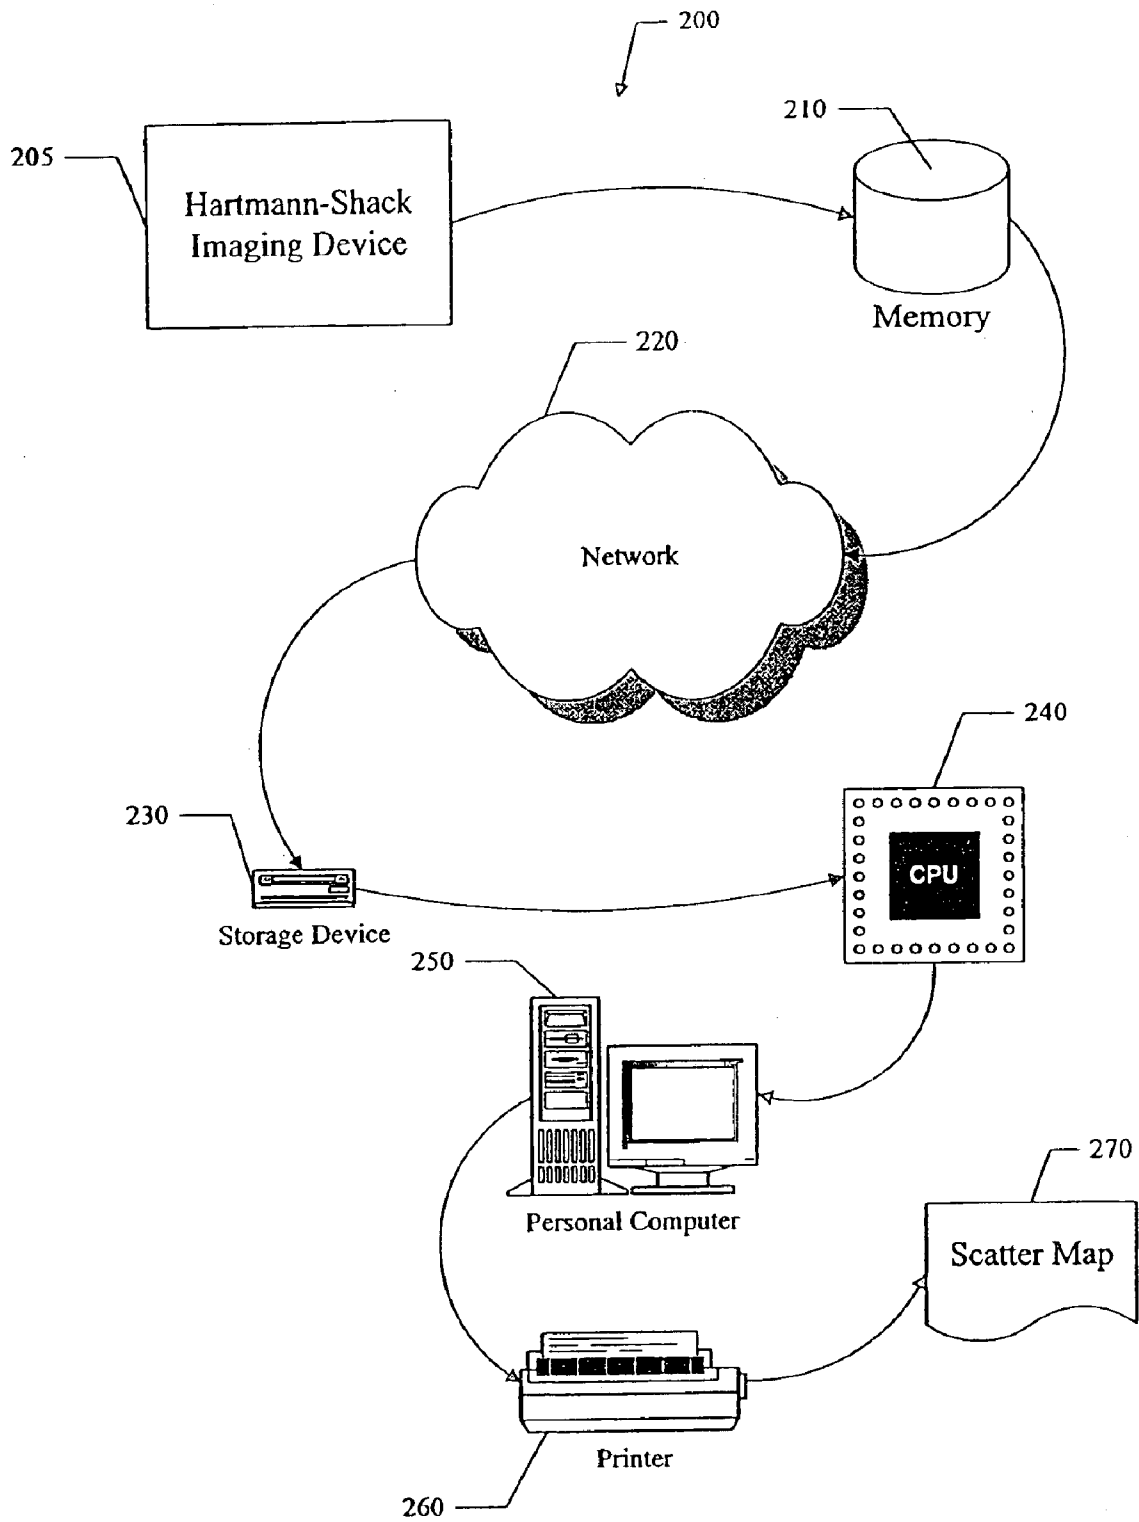 200
210
205
Hartmann-Shack
Imaging Device
Memory
220
Network
240
230
CPU
Storage Device
250
270
Personal Computer
Scatter Map
Printer
260